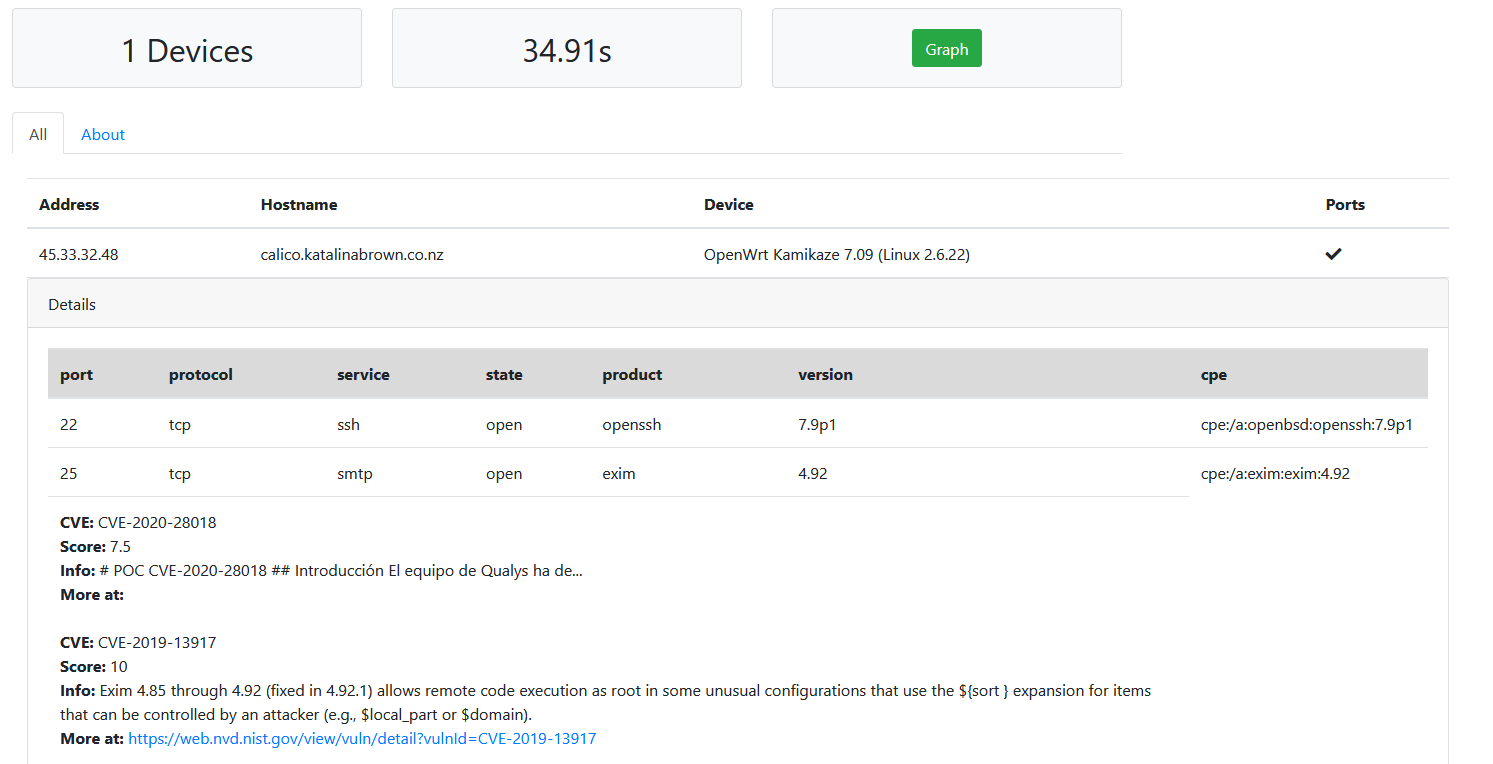 1 Devices
34.91s
Graph
All
About
Address Hostname Device Ports
45.33.32.48 calico.katalinabrown.co.nz OpenWrt Kamikaze 7.09 (Linux 2.6.22)
Details
port protocol service state product version cpe
22 tcp ssh open openssh 7.9p1 cpe:/a:openbsd:openssh:7.9p1
25 tcp smtp open exim 4.92 cpe:/a:exim:exim:4.92
CVE: CVE-2020-28018
Score: 7.5
Info: # POC CVE-2020-28018 ## Introducción El equipo de Qualys ha de...
More at:
CVE: CVE-2019-13917
Score: 10
Info: Exim 4.85 through 4.92 (fixed in 4.92.1) allows remote code execution as root in some unusual configurations that use the ${sort } expansion for items
that can be controlled by an attacker (e.g., $local_part or $domain).
More at: https://web.nvd.nist.gov/view/vuln/detail?vulnId=CVE-2019-13917